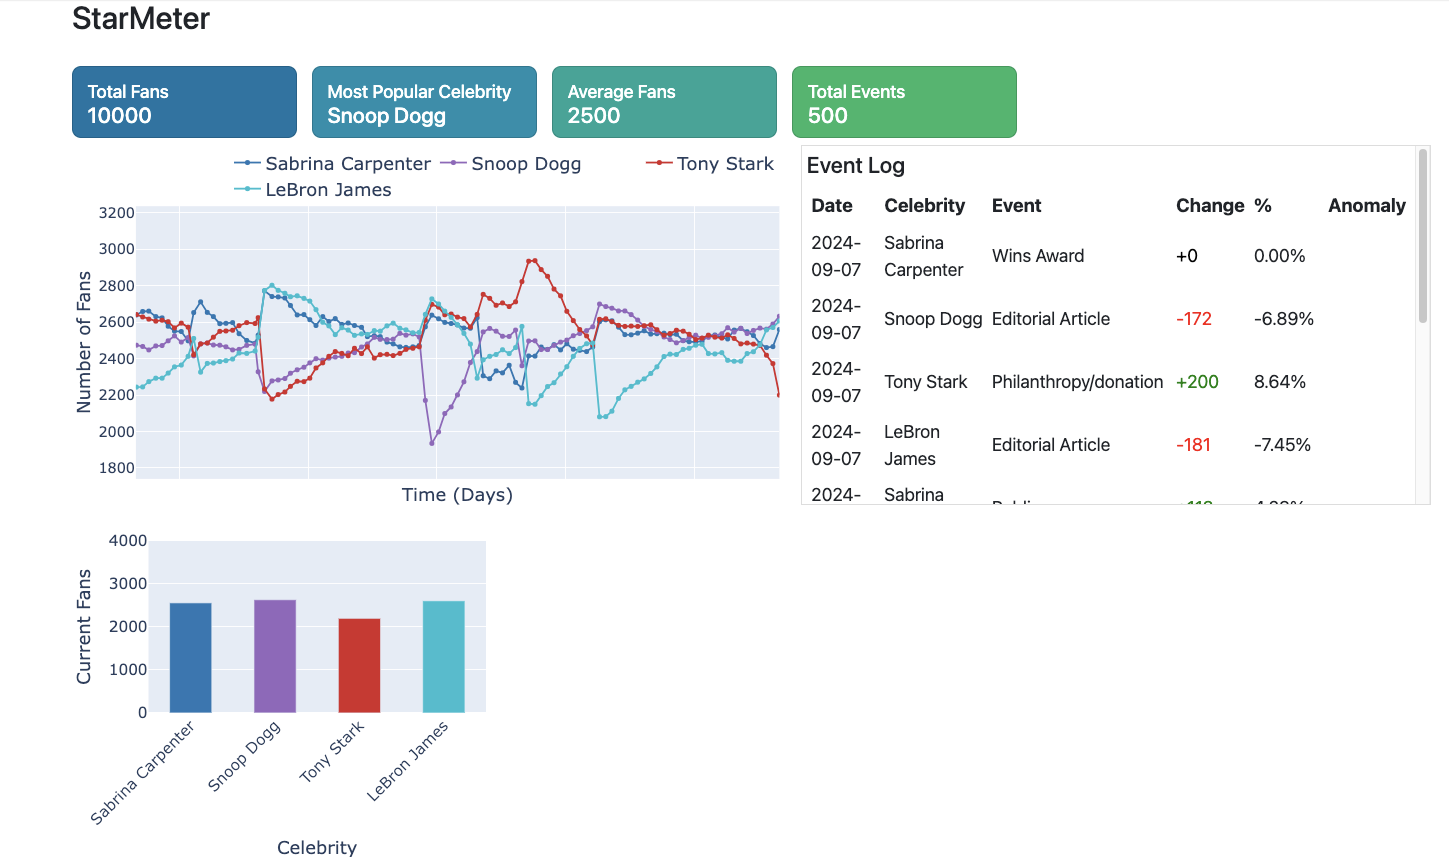 StarMeter
Total Fans
10000
Most Popular Celebrity
Snoop Dogg
Average Fans
2500
Total Events
500
Sabrina Carpenter
Snoop Dogg
Tony Stark
LeBron James
3200
3000
2800
2600
2400
2200
2000
1800
Number of Fans
Time (Days)
Event Log
Date Celebrity Event Change % Anomaly
2024-
09-07
Sabrina
Carpenter
Wins Award
+0
0.00%
2024-
09-07
Snoop Dogg
Editorial Article
-172
-6.89%
2024-
09-07
Tony Stark
Philanthropy/donation
+200
8.64%
2024-
09-07
LeBron
James
Editorial Article
-181
-7.45%
2024-
Sabrina
4000
3000
2000
1000
0
Current Fans
Sabrina Carpenter
Snoop Dogg
Tony Stark
LeBron James
Celebrity